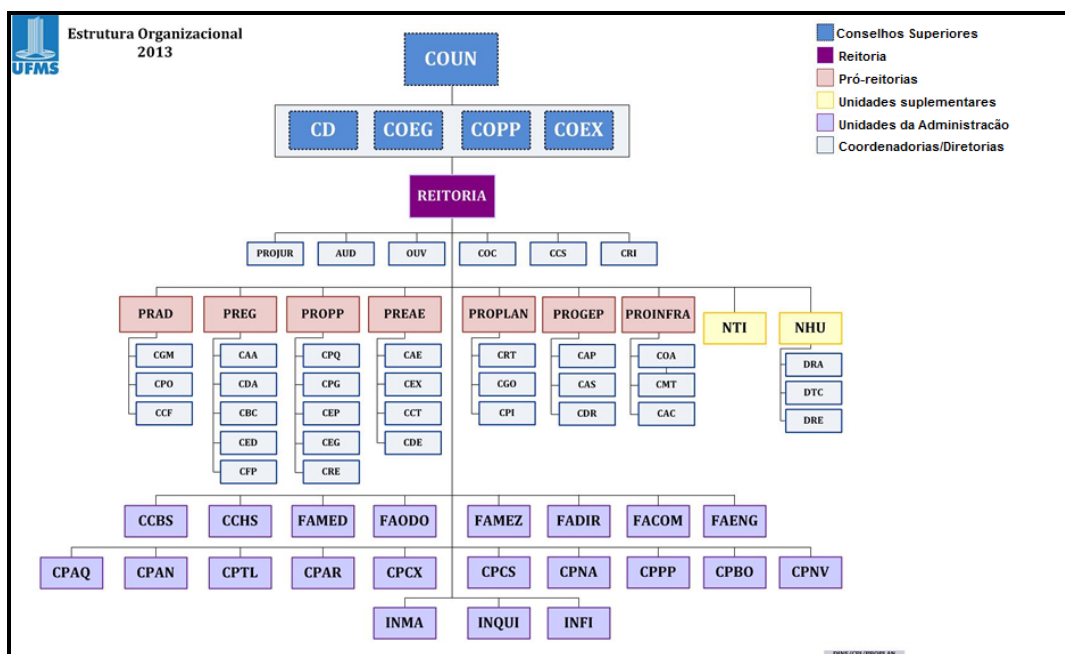 UFMS
Estrutura Organizacional
2013
Conselhos Superiores
Reitoria
Pró-reitorias
Unidades suplementares
Unidades da Administracão
Coordenadorias/Diretorias
COUN
CD COEG COPP COEX
REITORIA
PROJUR AUD OUV COC CCS CRI
PRAD PREG PROPP PREAE PROPLAN PROGEP PROINFRA NTI NHU
CGM CAA CPQ CAE CRT CAP COA DRA
CPO CDA CPG CEX CGO CAS CMT DTC
CCF CBC CEP CCT CPI CDR CAC DRE
CED CEG CDE
CFP CRE
CCBS CCHS FAMED FAODO FAMEZ FADIR FACOM FAENG
CPAQ CPAN CPTL CPAR CPCX CPCS CPNA CPPP CPBO CPNV
INMA INQUI INFI